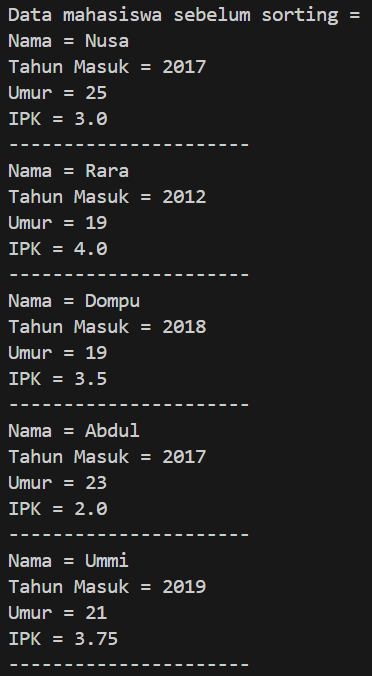 Data mahasiswa sebelum sorting =
Nama = Nusa
Tahun Masuk = 2017
Umur = 25
IPK = 3.0
----------------------
Nama = Rara
Tahun Masuk = 2012
Umur = 19
IPK = 4.0
----------------------
Nama = Dompu
Tahun Masuk = 2018
Umur = 19
IPK = 3.5
----------------------
Nama = Abdul
Tahun Masuk = 2017
Umur = 23
IPK = 2.0
----------------------
Nama = Ummi
Tahun Masuk = 2019
Umur = 21
IPK = 3.75
----------------------